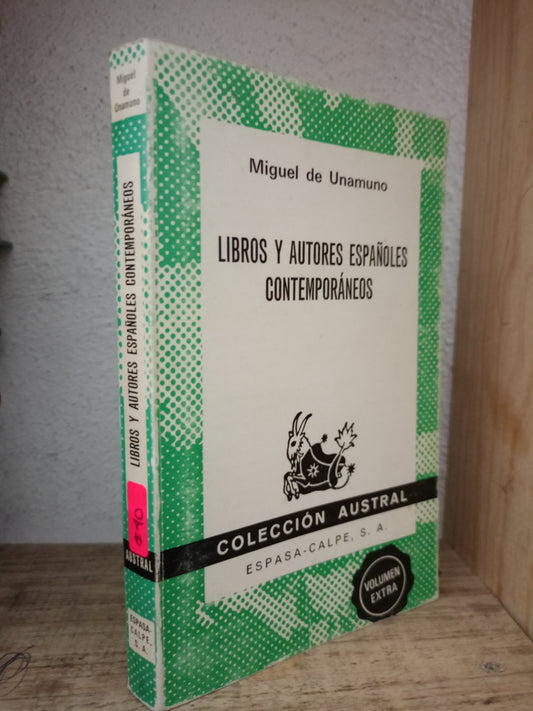 Miguel
de
Unamuno
LIBROS Y AUTORES ESPAÑOLES CONTEMPORÁNEOS
$ 90
AUSTRAL
ESPASA-
CALPE,
S. A.
Miguel de Unamuno
LIBROS Y AUTORES ESPAÑOLES
CONTEMPORÁNEOS
COLECCIÓN AUSTRAL
ESPASA-CALPE, S. A.
VOLUMEN
EXTRA